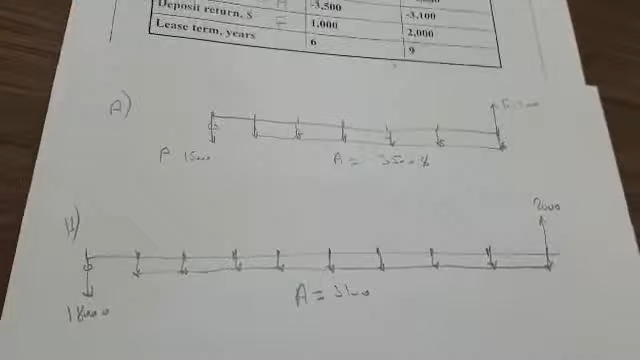 -3,500 -3,100
Deposit return, $ F 1,000 2,000
Lease term, years 6 9
A)
P 15000
A = 3500
2000
A = 3100
18000